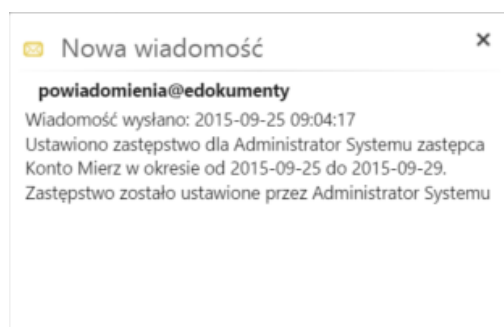 Nowa wiadomość
powiadomienia@edokumenty
Wiadomość wysłano: 2015-09-25 09:04:17
Ustawiono zastępstwo dla Administrator Systemu zastępca
Konto Mierz w okresie od 2015-09-25 do 2015-09-29.
Zastępstwo zostało ustawione przez Administrator Systemu